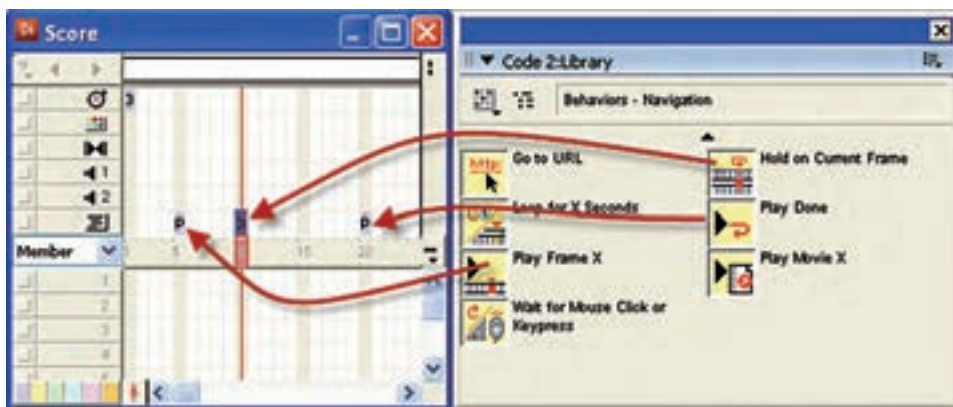 Score
1
2
Member
5
15
20
1
2
3
4
Code 2:Library
Behaviors - Navigation
Go to URL
Hold on Current Frame
Loop for X Seconds
Play Done
Play Frame X
Play Movie X
Wait for Mouse Click or
Keypress